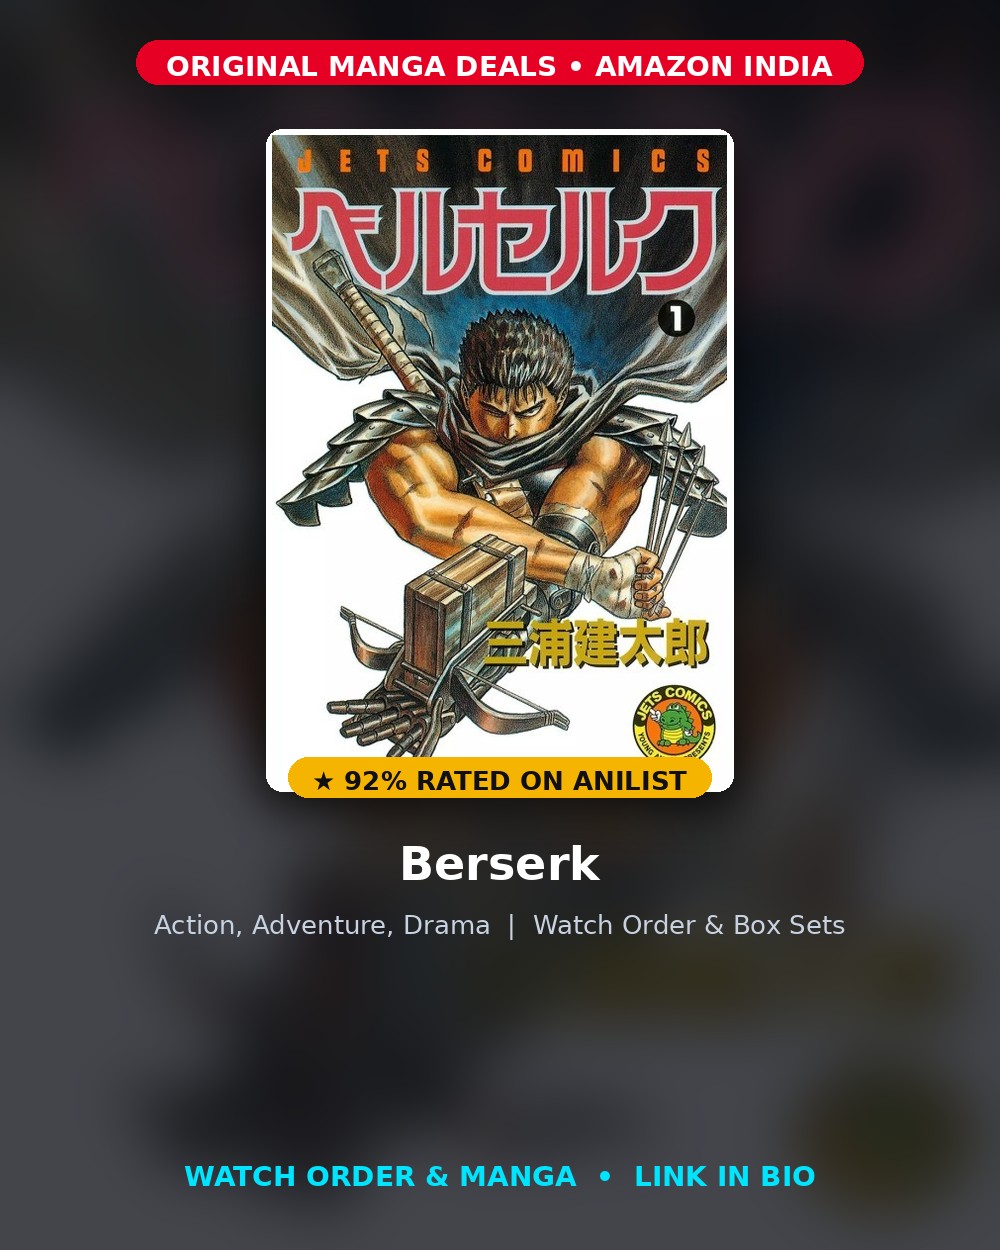 ORIGINAL MANGA DEALS • AMAZON INDIA
JETS COMICS
ベルセルク
1
三浦建太郎
JETS COMICS
YOUNG
★ 92% RATED ON ANILIST
Berserk
Action, Adventure, Drama | Watch Order & Box Sets
WATCH ORDER & MANGA • LINK IN BIO